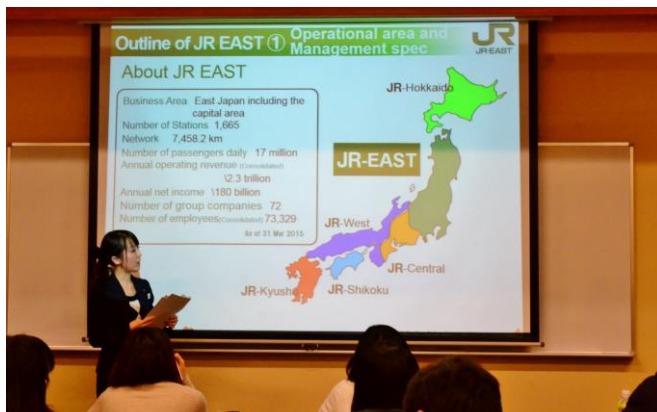 Outline of JR EAST ① Operational area and
Management spec
JR
JR-EAST
About JR EAST
Business Area East Japan including the
capital area
Number of Stations 1,665
Network 7,458.2 km
Number of passengers daily 17 million
Annual operating revenue (Consolidated)
\2.3 trillion
Annual net income \180 billion
Number of group companies 72
Number of employees(Consolidated) 73,329
As of 31 Mar 2015
JR-Hokkaido
JR-EAST
JR-West
JR-Central
JR-Kyushu
JR-Shikoku